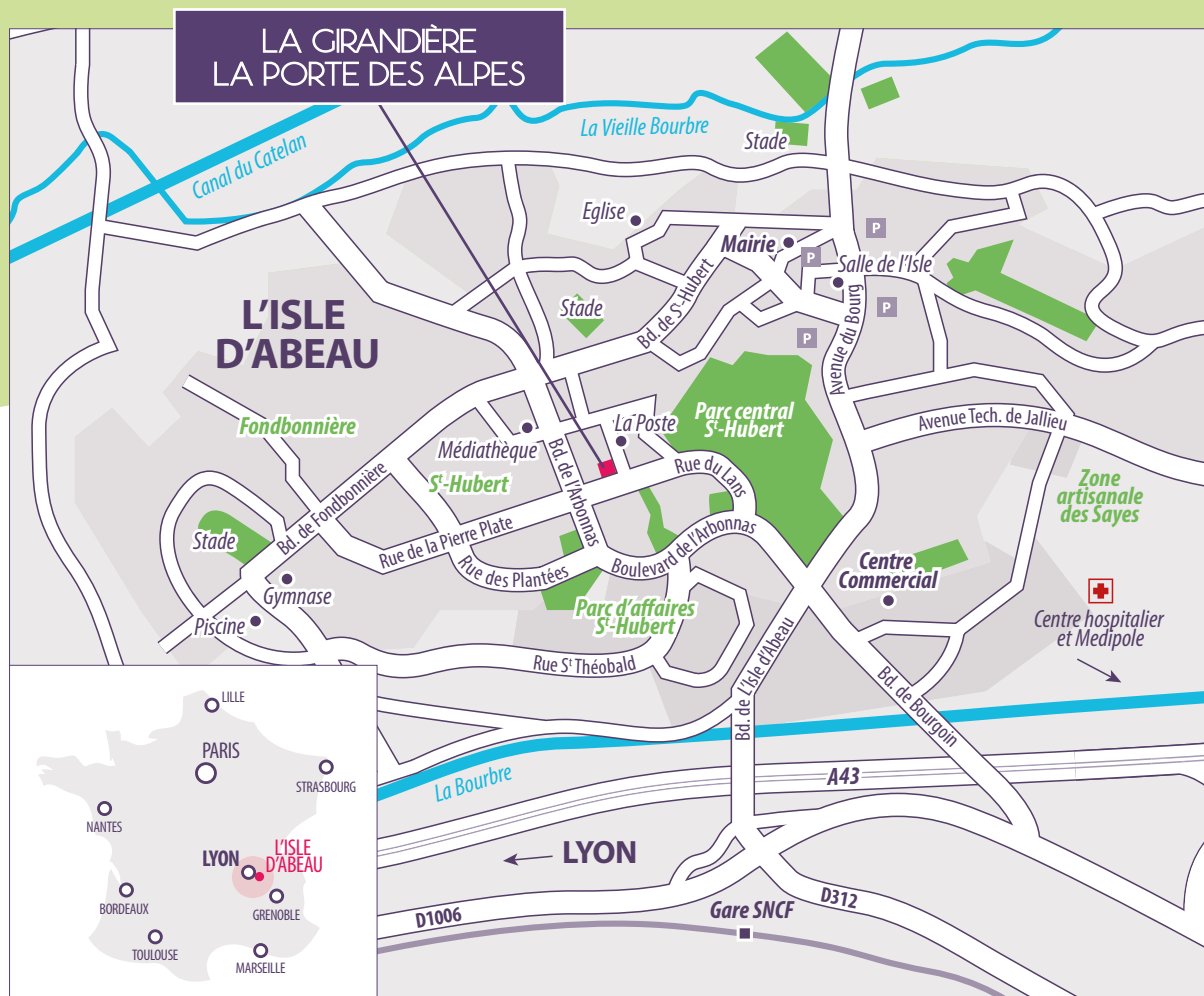 LA GIRANDIÈRE
LA PORTE DES ALPES
La Vieille Bourbre
Canal du Catelan
Stade
Eglise
Mairie
P
P
Salle de l'Isle
P
P
Stade
Bd. de St-Hubert
Avenue du Bourg
L'ISLE
D'ABEAU
Fondbonnière
Médiathèque
La Poste
Parc central
St-Hubert
Avenue Tech. de Jallieu
St-Hubert
Bd. de l'Arbonnas
Rue du Lans
Zone
artisanale
des Sayes
Bd. de Fondbonnière
Stade
Rue de la Pierre Plate
Rue des Plantées
Boulevard de l'Arbonnas
Centre
Commercial
Gymnase
Piscine
Parc d'affaires
St-Hubert
Centre hospitalier
et Medipole
Rue St Théobald
Bd. de L'Isle d'Abeau
Bd. de Bourgoin
La Bourbre
A43
LYON
D1006
D312
Gare SNCF
LILLE
PARIS
STRASBOURG
NANTES
LYON
L'ISLE
D'ABEAU
BORDEAUX
GRENOBLE
TOULOUSE
MARSEILLE